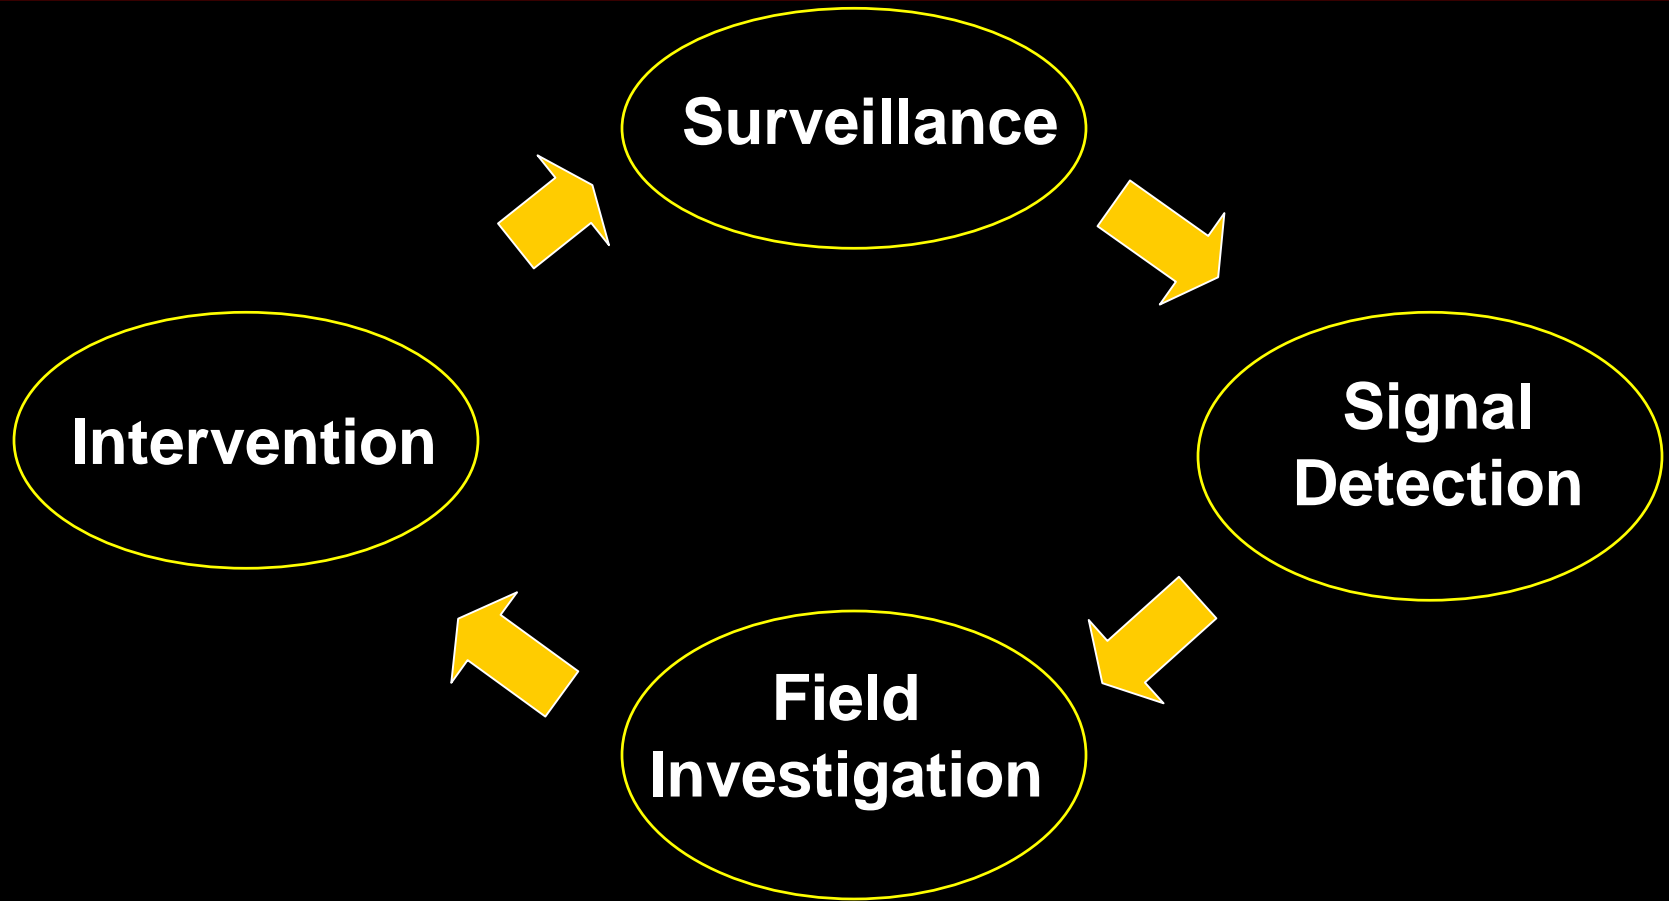 Surveillance
Signal
Detection
Intervention
Field
Investigation